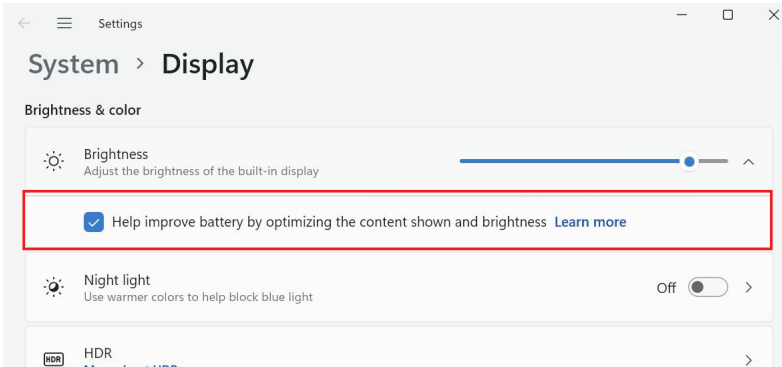 Settings
System > Display
Brightness & color
Brightness
Adjust the brightness of the built-in display
Help improve battery by optimizing the content shown and brightness Learn more
Night light
Use warmer colors to help block blue light
Off
HDR
HDR